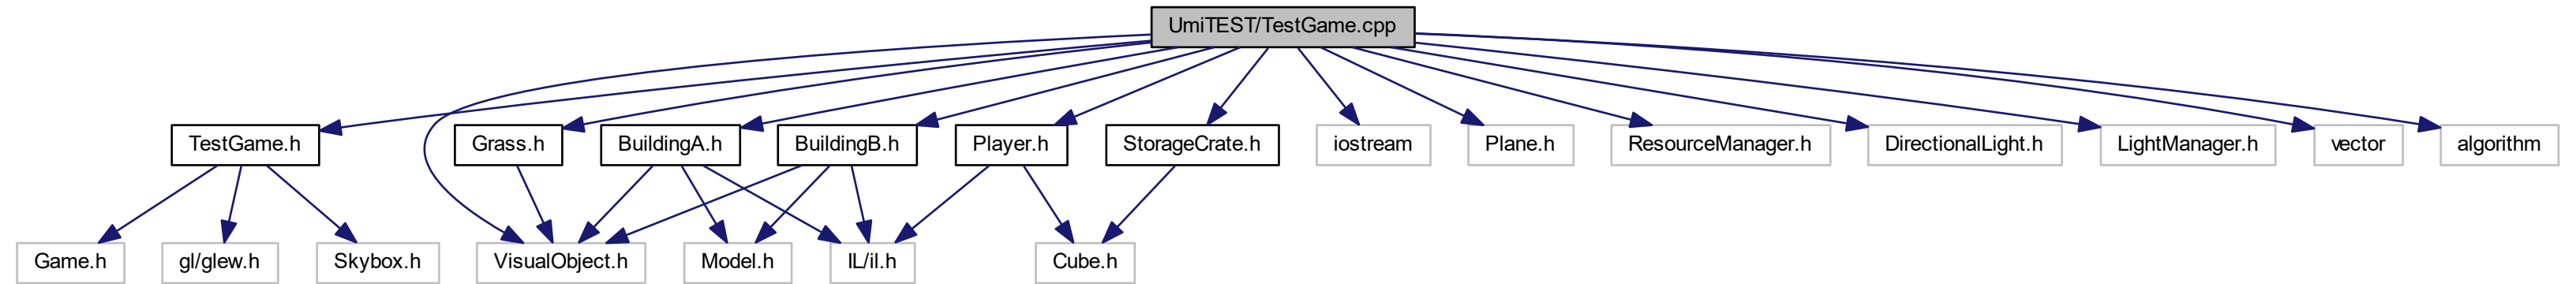 UmiTEST/TestGame.cpp
TestGame.h
Grass.h
BuildingA.h
BuildingB.h
Player.h
StorageCrate.h
iostream
Plane.h
ResourceManager.h
DirectionalLight.h
LightManager.h
vector
algorithm
Game.h
gl/glew.h
Skybox.h
VisualObject.h
Model.h
IL/il.h
Cube.h